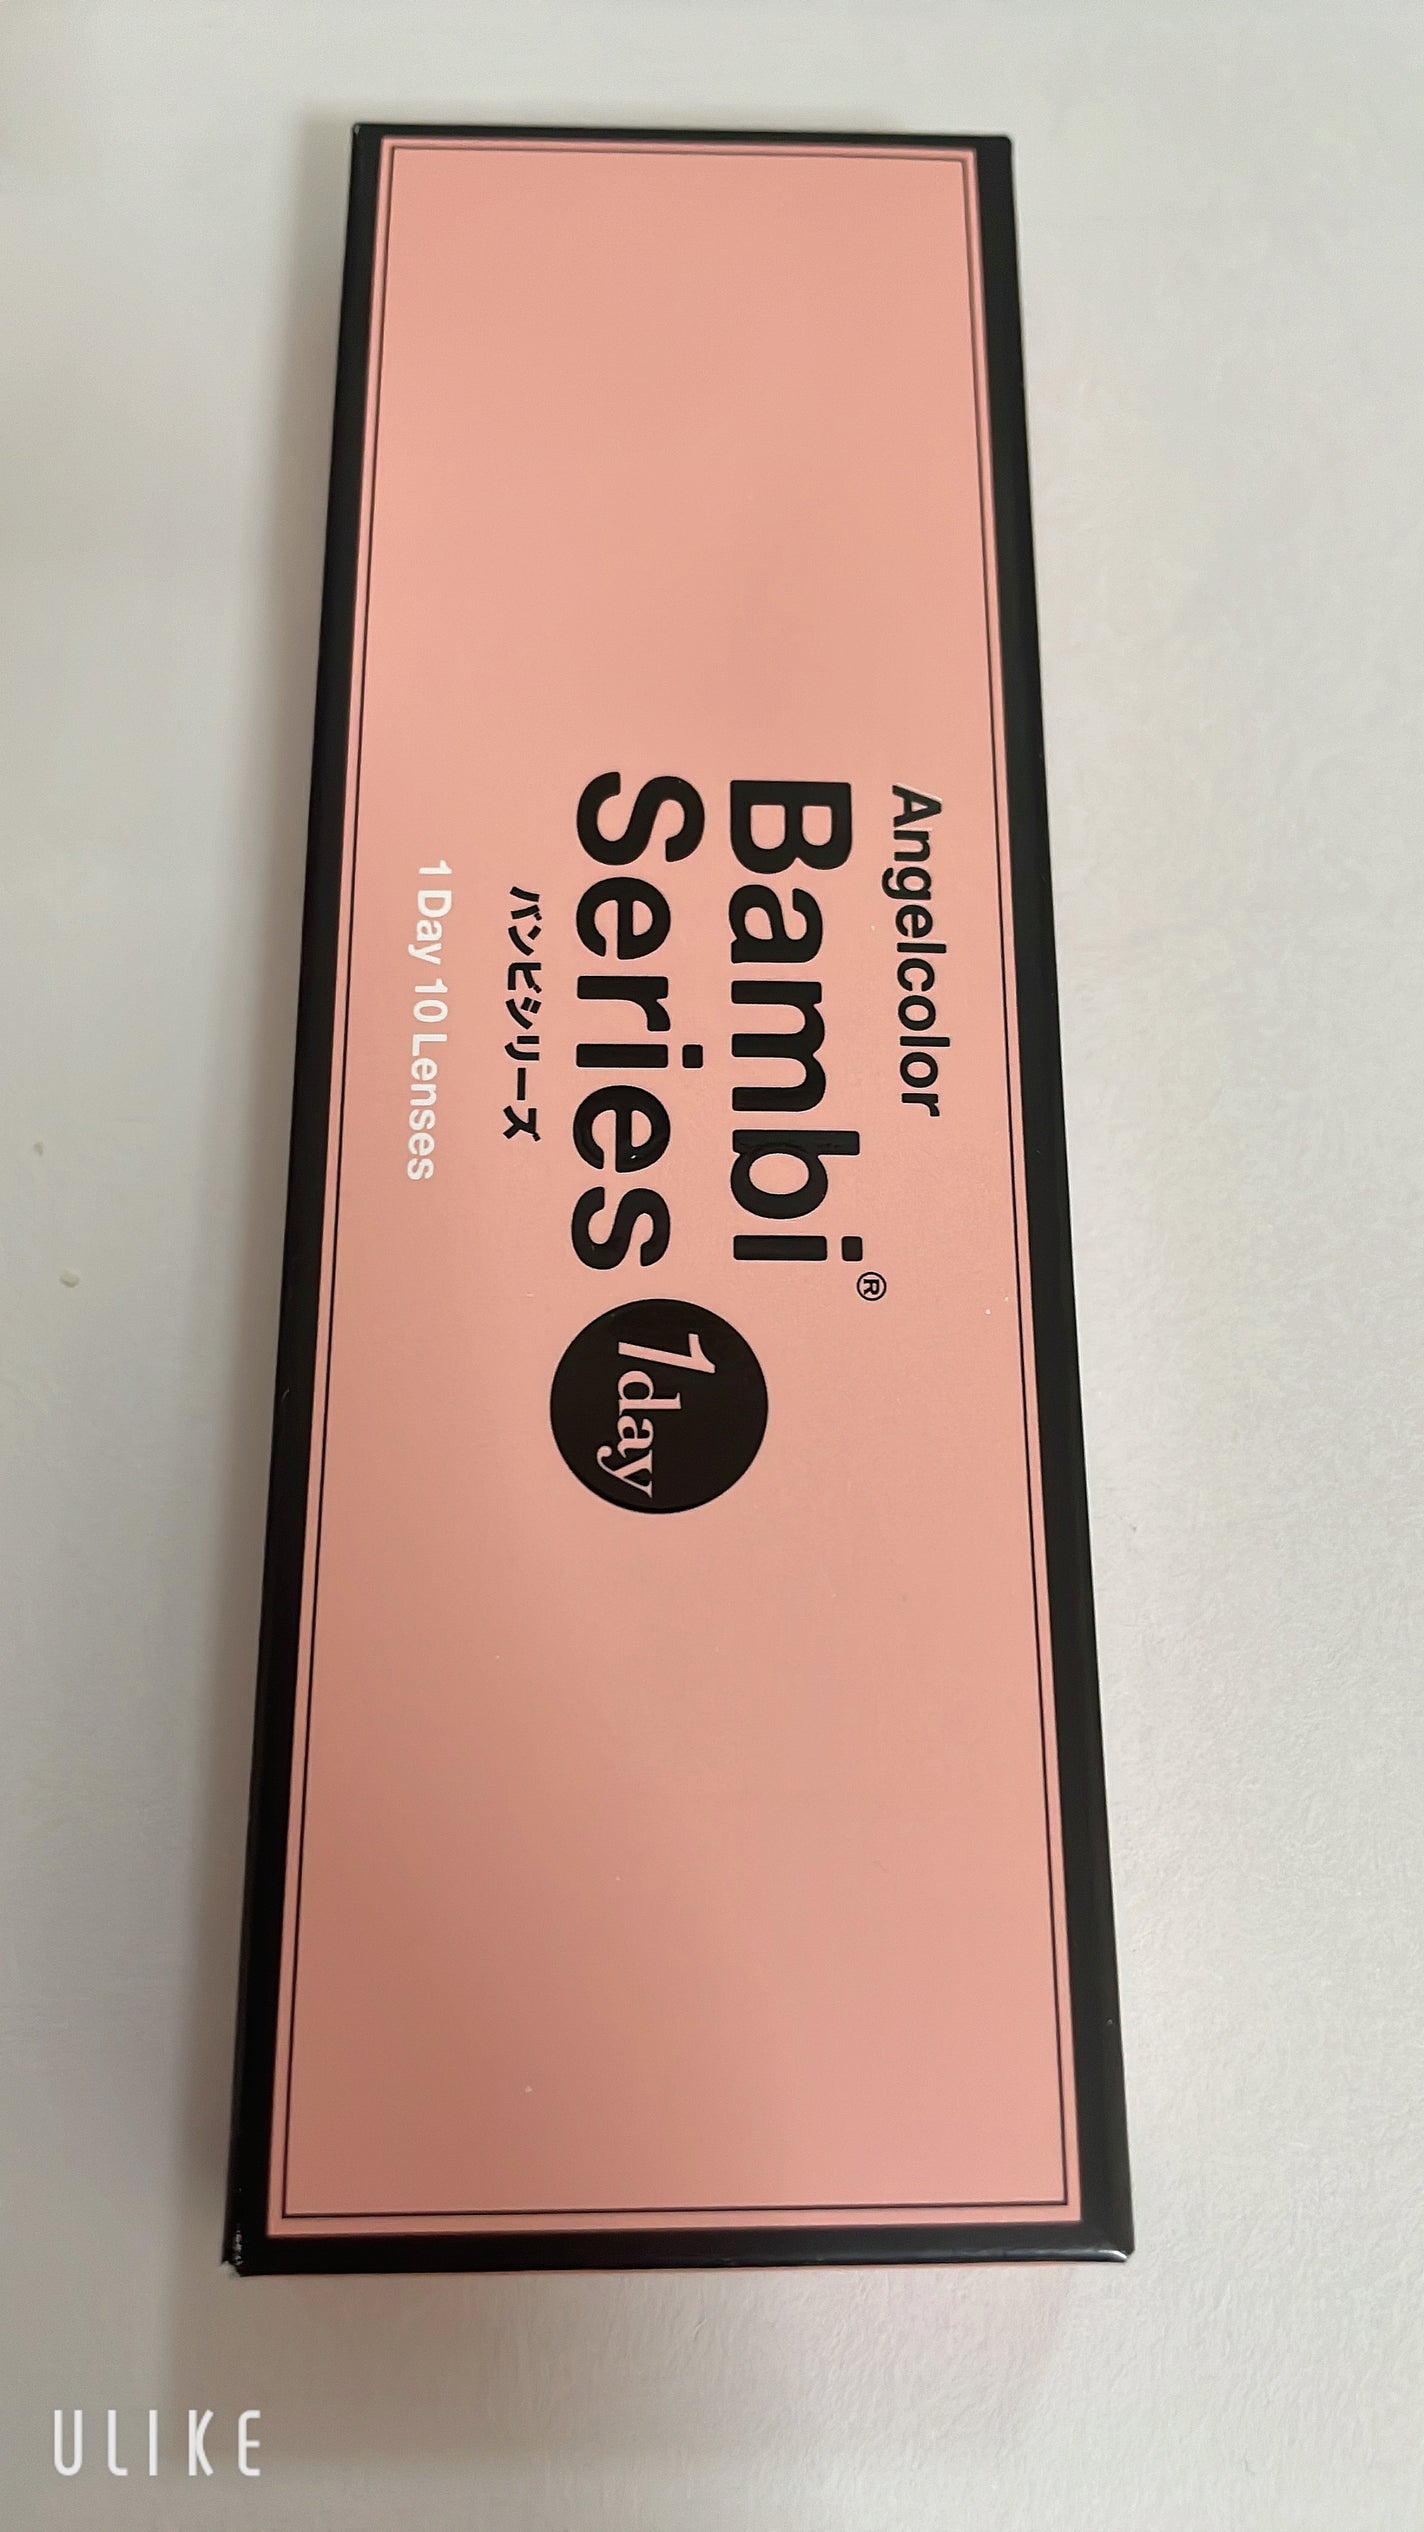 Angelcolor
Bambi®
Series 1day
バンビシリーズ
1 Day 10 Lenses
ULIKE